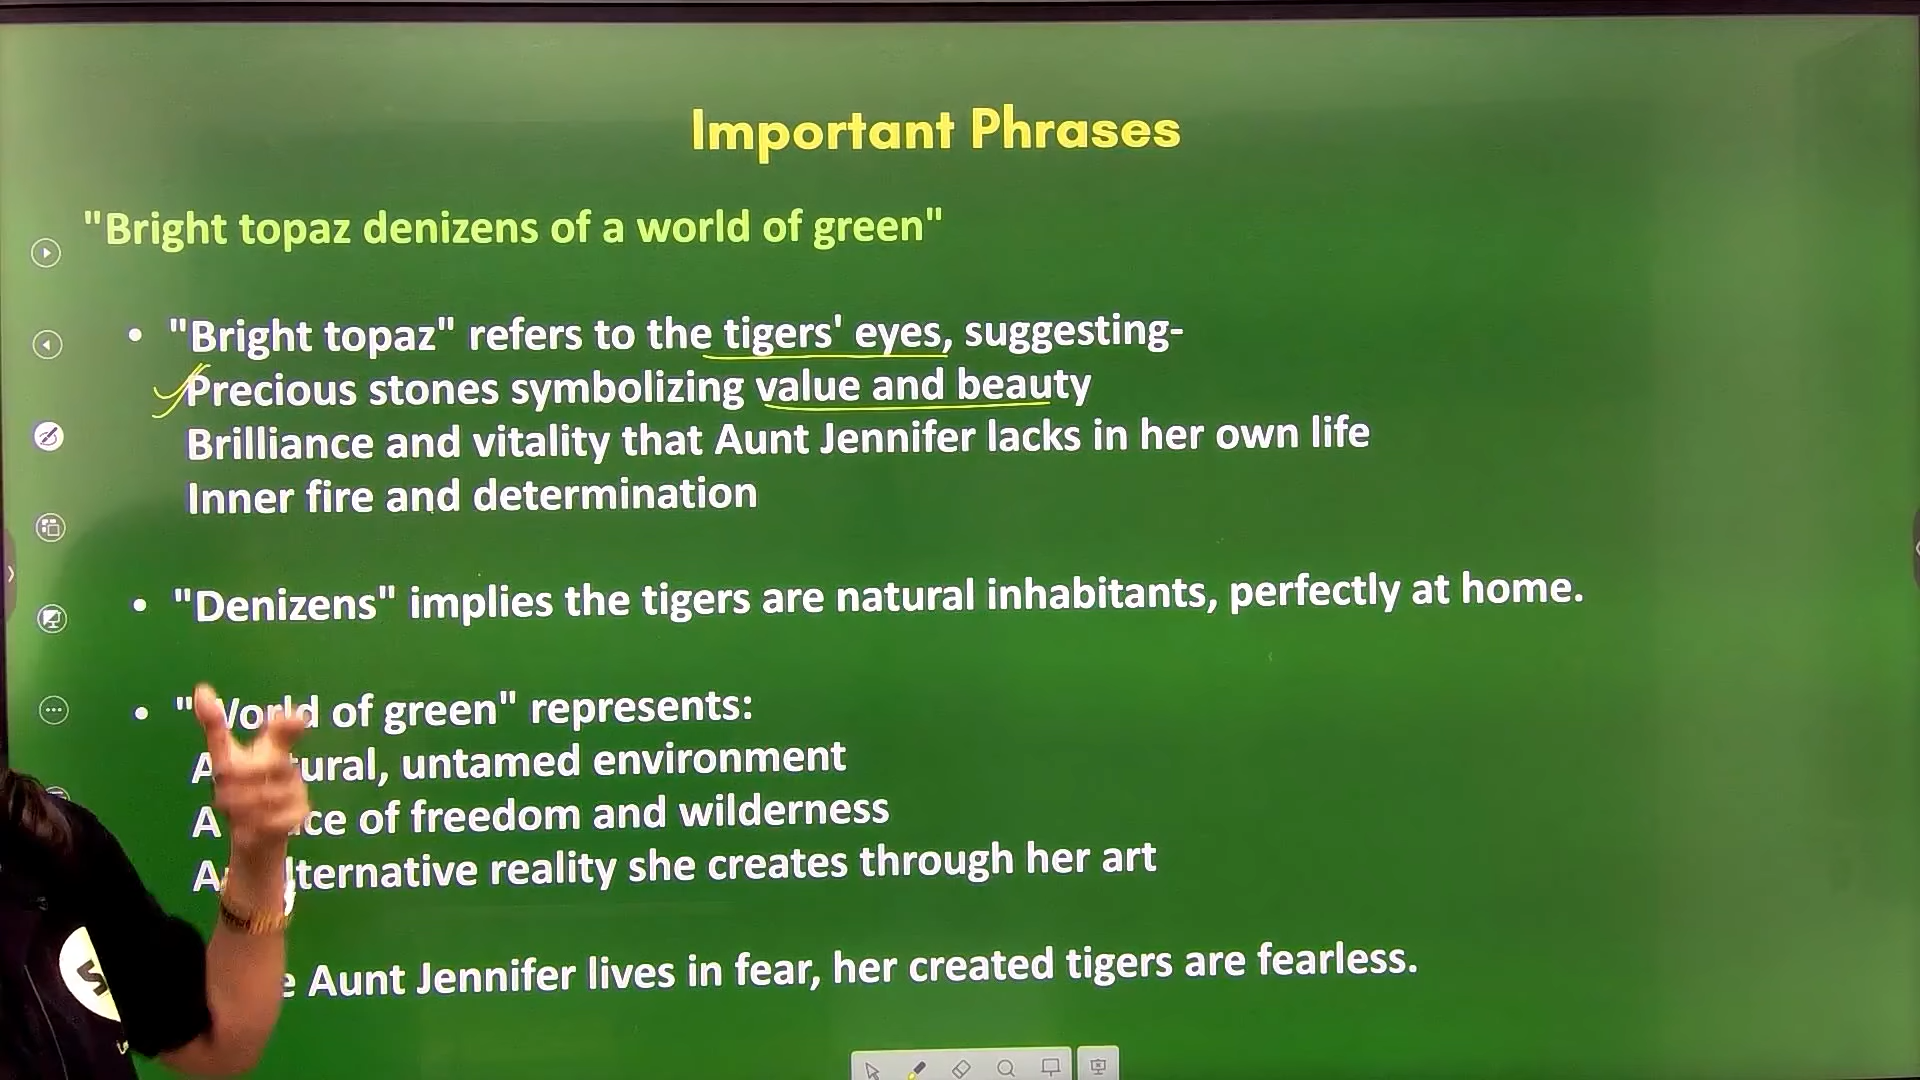 Important Phrases
"Bright topaz denizens of a world of green"
• "Bright topaz" refers to the tigers' eyes, suggesting-
Precious stones symbolizing value and beauty
Brilliance and vitality that Aunt Jennifer lacks in her own life
Inner fire and determination
• "Denizens" implies the tigers are natural inhabitants, perfectly at home.
• "World of green" represents:
A natural, untamed environment
A of freedom and wilderness
alternative reality she creates through her art
Aunt Jennifer lives in fear, her created tigers are fearless.